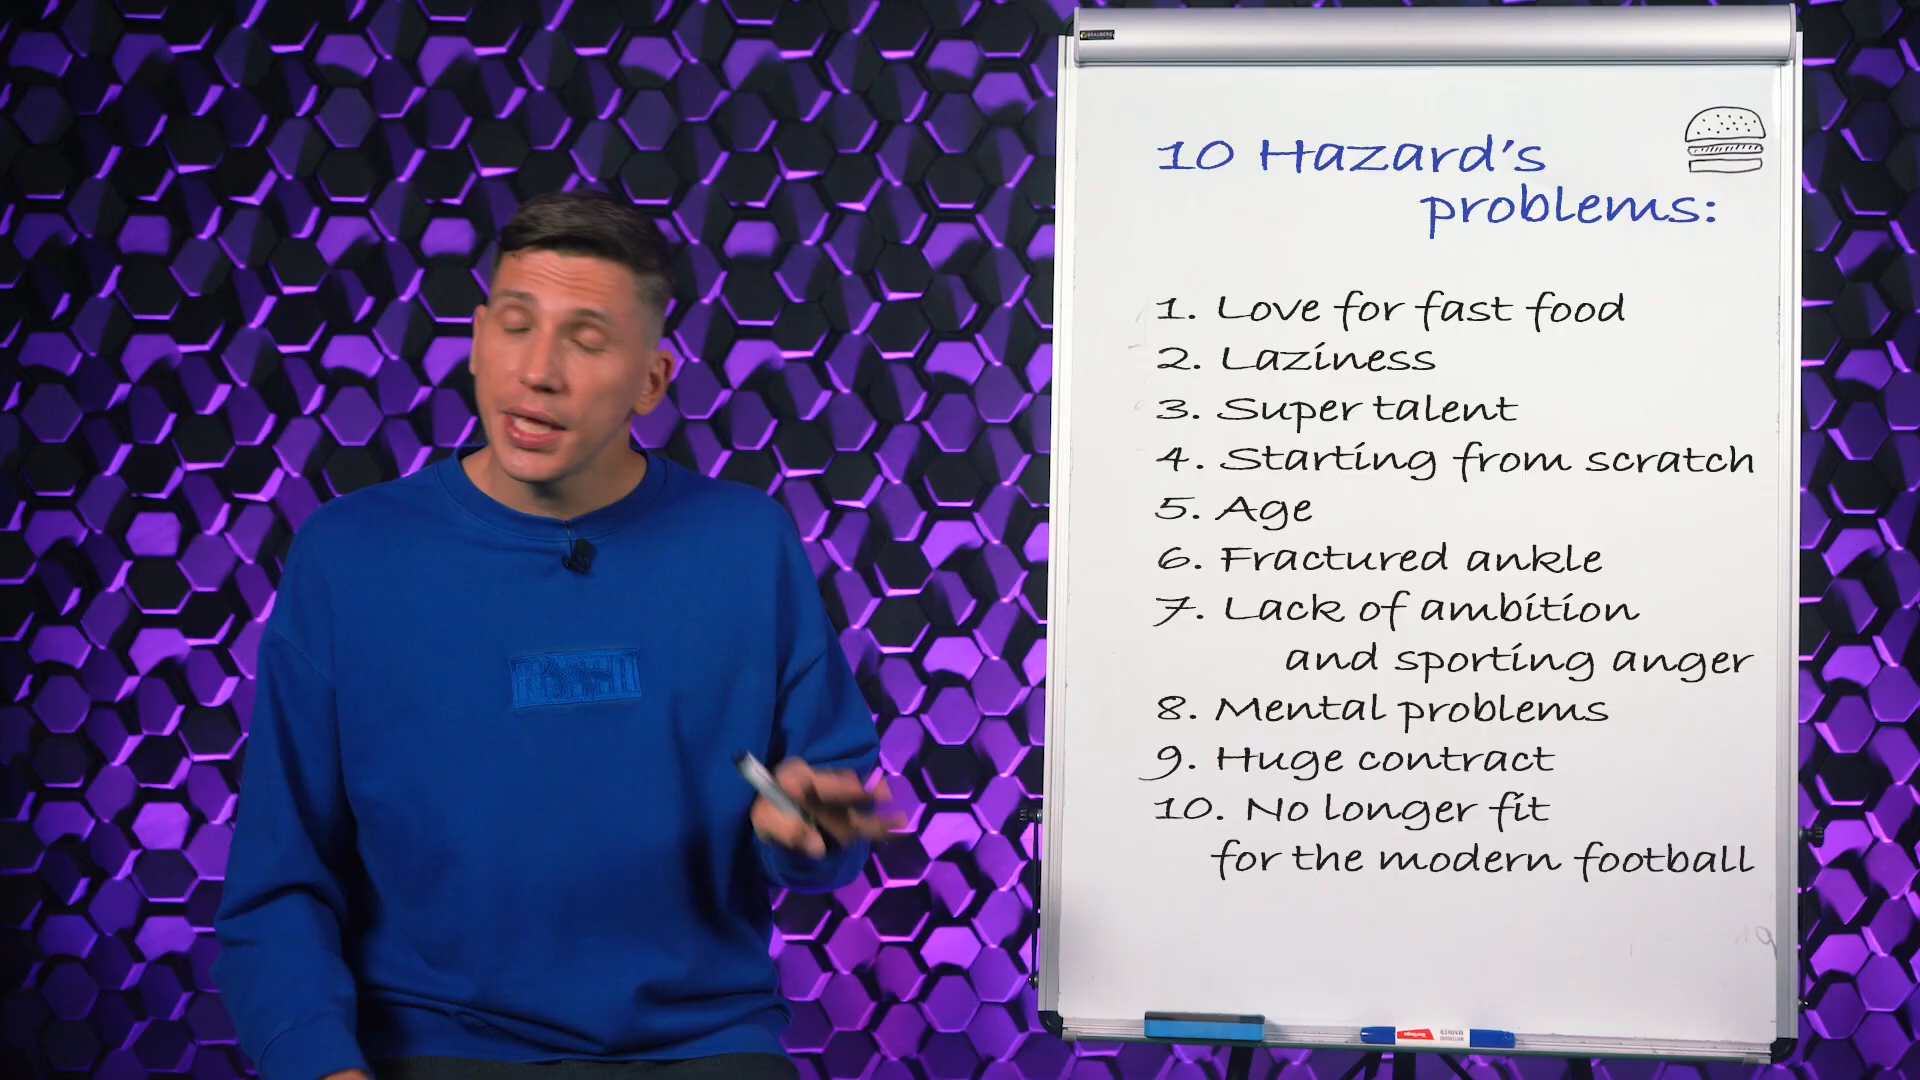 BRAUBERG
10 Hazard's
problems:
1. Love for fast food
2. Laziness
3. Super talent
4. Starting from scratch
5. Age
6. Fractured ankle
7. Lack of ambition
and sporting anger
8. Mental problems
9. Huge contract
10. No longer fit
for the modern football